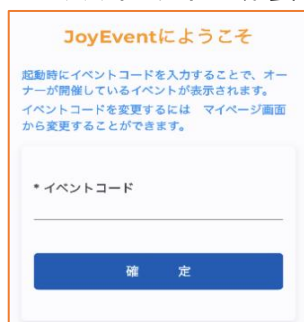 JoyEventにようこそ
起動時にイベントコードを入力することで、オー
ナーが開催しているイベントが表示されます。
イベントコードを変更するには　マイページ画面
から変更することができます。
* イベントコード
確　定